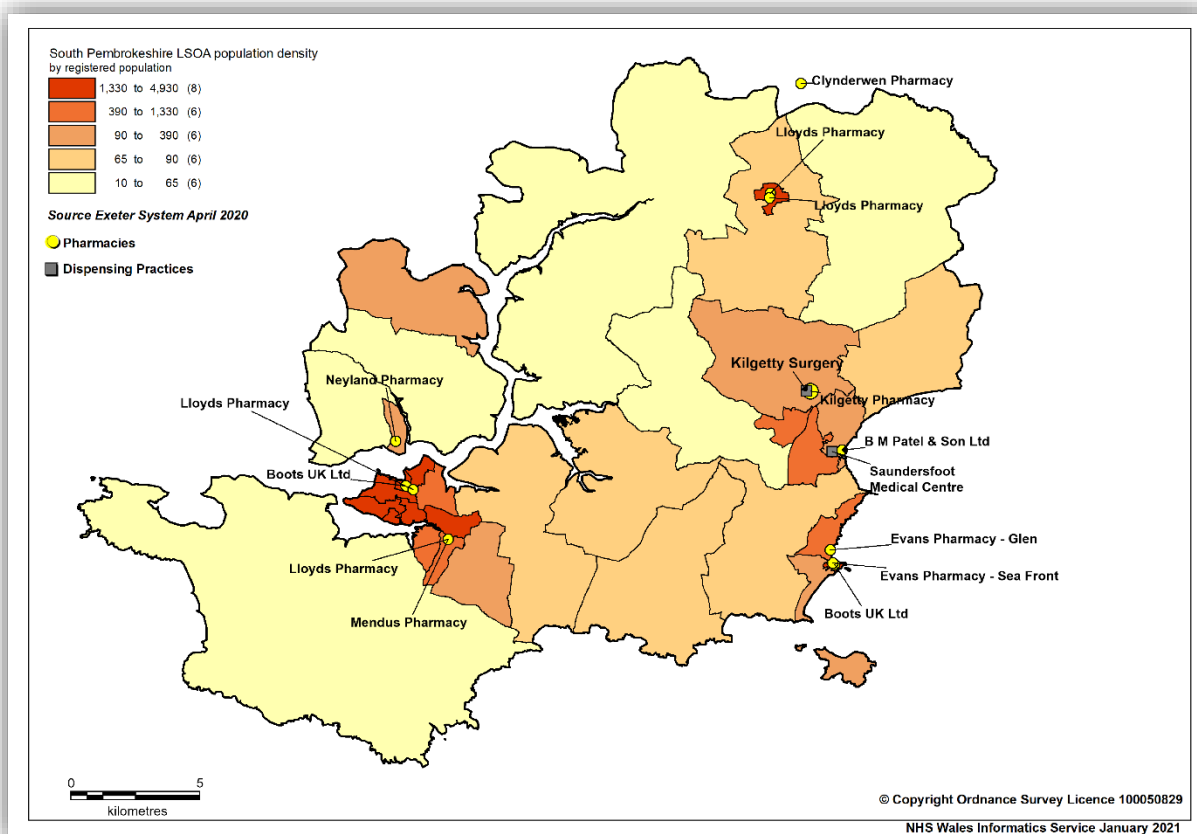 South Pembrokeshire LSOA population density
by registered population
1,330 to 4,930 (8)
390 to 1,330 (6)
90 to 390 (6)
65 to 90 (6)
10 to 65 (6)
Source Exeter System April 2020
Pharmacies
Dispensing Practices
Clynderwen Pharmacy
Lloyds Pharmacy
Lloyds Pharmacy
Kilgetty Surgery
Neyland Pharmacy
Kilgetty Pharmacy
Lloyds Pharmacy
B M Patel & Son Ltd
Boots UK Ltd
Saundersfoot
Medical Centre
Evans Pharmacy - Glen
Lloyds Pharmacy
Evans Pharmacy - Sea Front
Boots UK Ltd
Mendus Pharmacy
0 5
kilometres
© Copyright Ordnance Survey Licence 100050829
NHS Wales Informatics Service January 2021